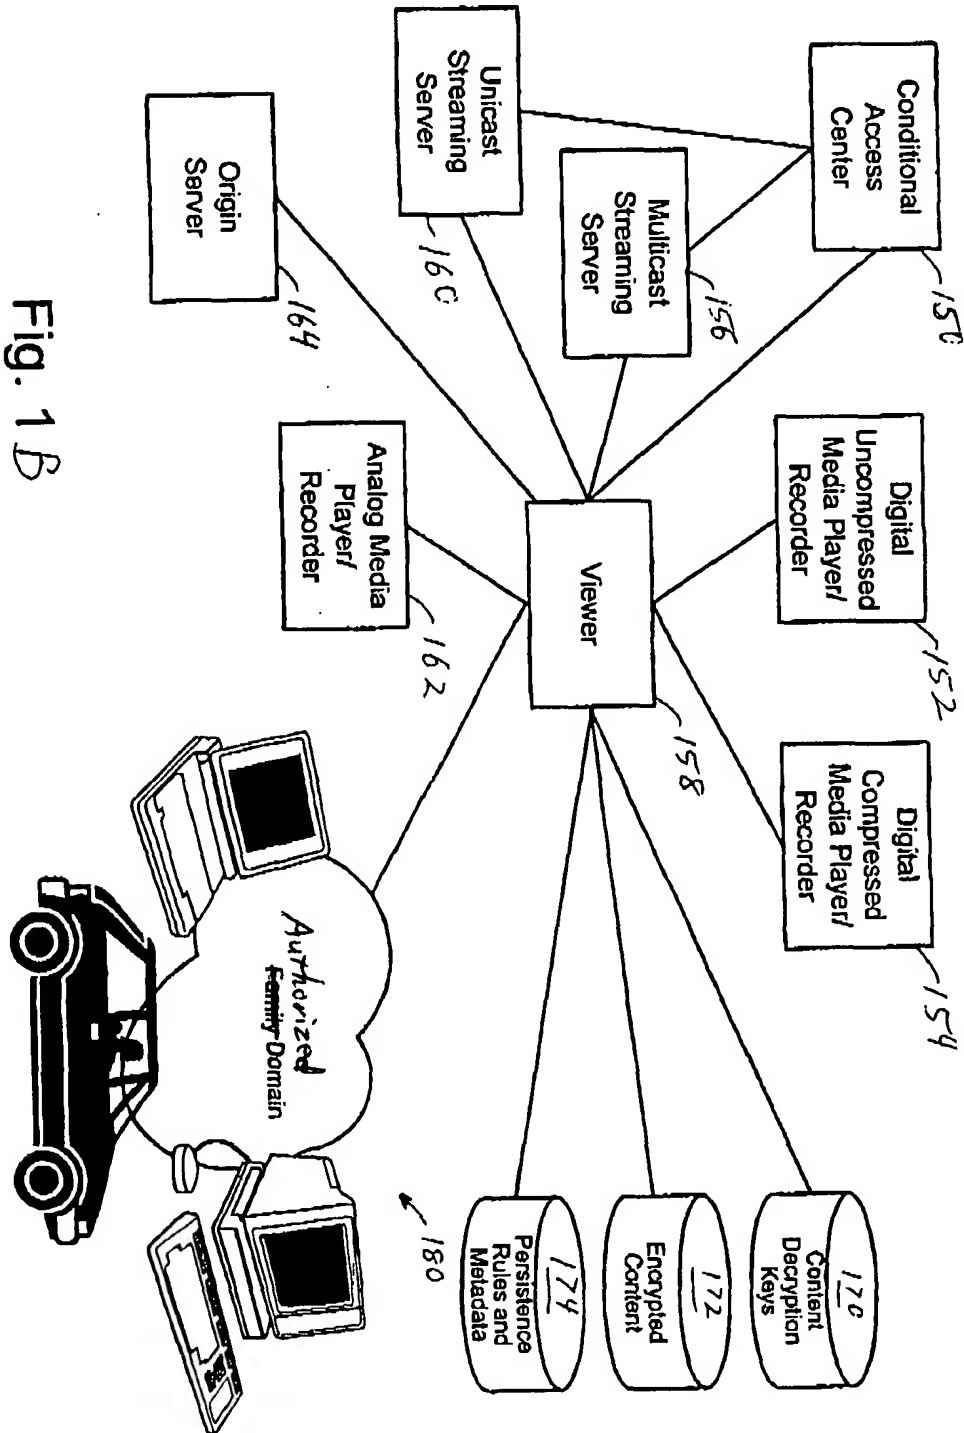 Conditional
Access
Center
150
Digital
Uncompressed
Media Player/
Recorder
152
Digital
Compressed
Media Player/
Recorder
154
170
Content
Decryption
Keys
Multicast
Streaming
Server
156
172
Encrypted
Content
Unicast
Streaming
Server
160
Viewer
158
174
Persistence
Rules and
Metadata
Origin
Server
164
Analog Media
Player/
Recorder
162
180
Authorized
Family Domain
Fig. 1 B